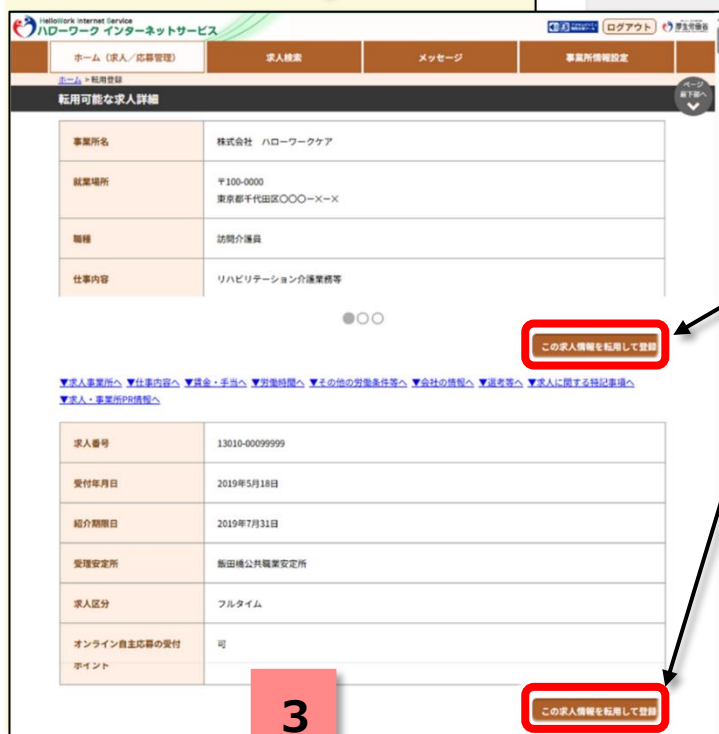 HelloWork Internet Service
ハローワーク インターネットサービス
ログアウト
厚生労働省
ホーム（求人／応募管理）
求人検索
メッセージ
事業所情報設定
ホーム > 転用登録
転用可能な求人詳細
ページ
最下部へ
事業所名
株式会社 ハローワークケア
就業場所
〒100-0000
東京都千代田区〇〇〇－×－×
職種
訪問介護員
仕事内容
リハビリテーション介護業務等
この求人情報を転用して登録
▼求人事業所へ ▼仕事内容へ ▼賃金・手当へ ▼労働時間へ ▼その他の労働条件等へ ▼会社の情報へ ▼選考等へ ▼求人に関する特記事項へ
▼求人・事業所PR情報へ
求人番号
13010-00099999
受付年月日
2019年5月18日
紹介期限日
2019年7月31日
受理安定所
飯田橋公共職業安定所
求人区分
フルタイム
オンライン自主応募の受付
可
ポイント
3
この求人情報を転用して登録